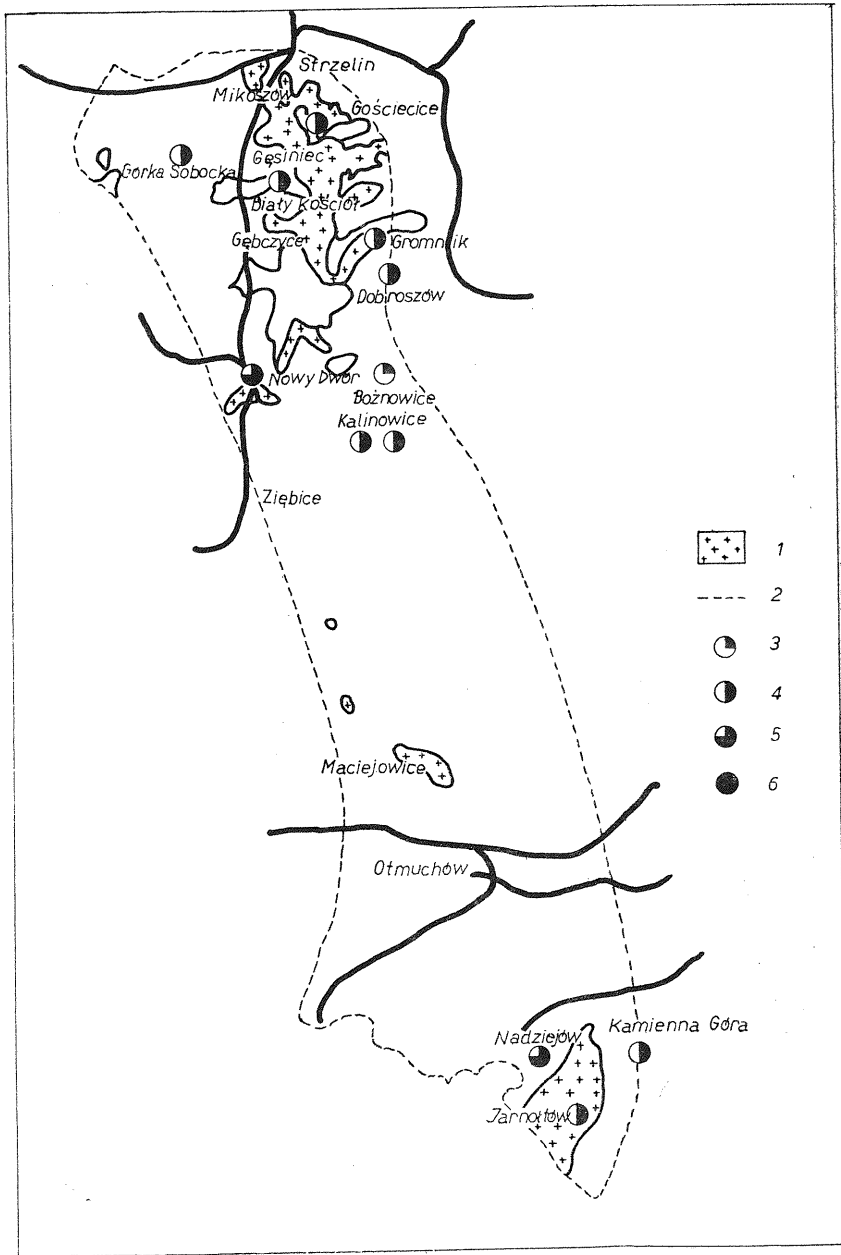 Strzelin
Mikoszów
Gościecice
Gęsiniec
Górka Sobocka
Biały Kościół
Gębczyce
Gromnik
Dobroszów
Nowy Dwór
Bożnowice
Kalinowice
Ziębice
1
2
3
4
5
6
Maciejowice
Otmuchów
Nadziejów
Kamienna Góra
Jarnołtów